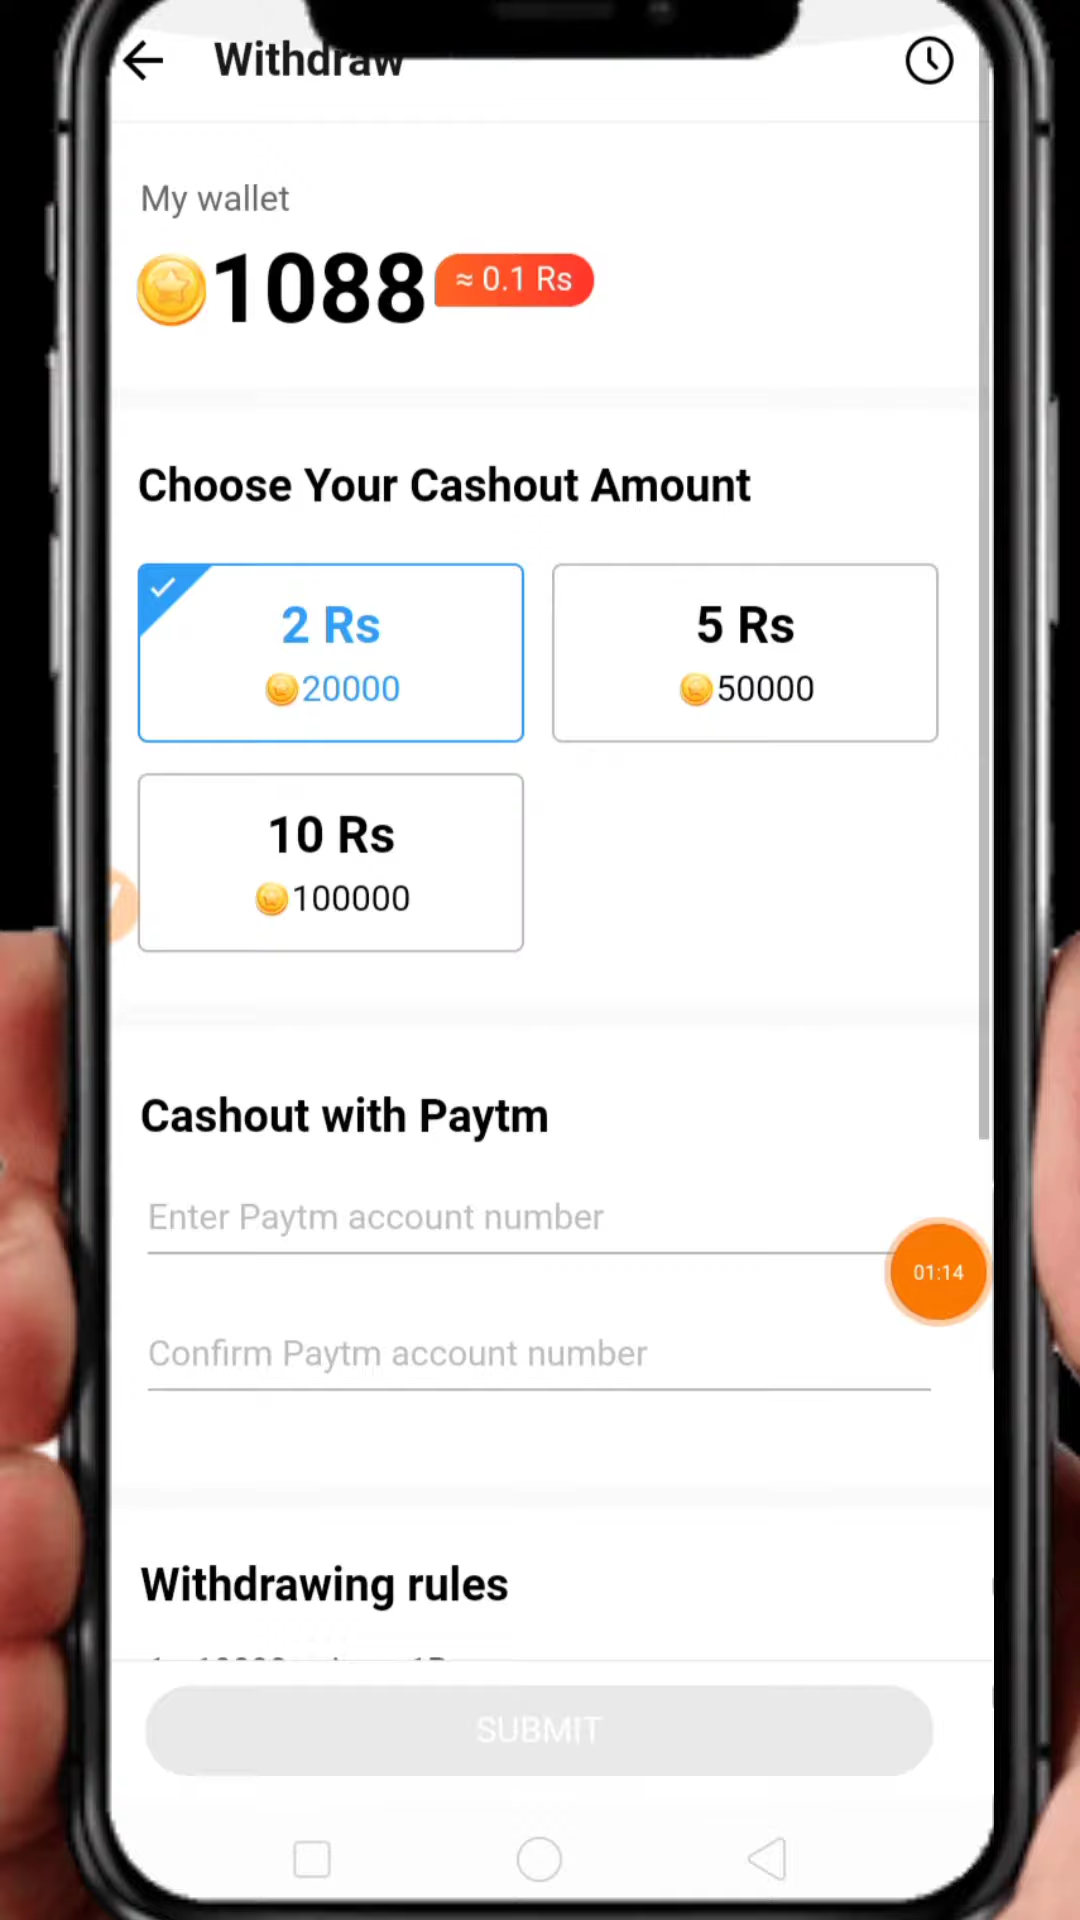 Withdraw
My wallet
1088 ≈ 0.1 Rs
Choose Your Cashout Amount
2 Rs
20000
5 Rs
50000
10 Rs
100000
Cashout with Paytm
Enter Paytm account number
01:14
Confirm Paytm account number
Withdrawing rules
SUBMIT